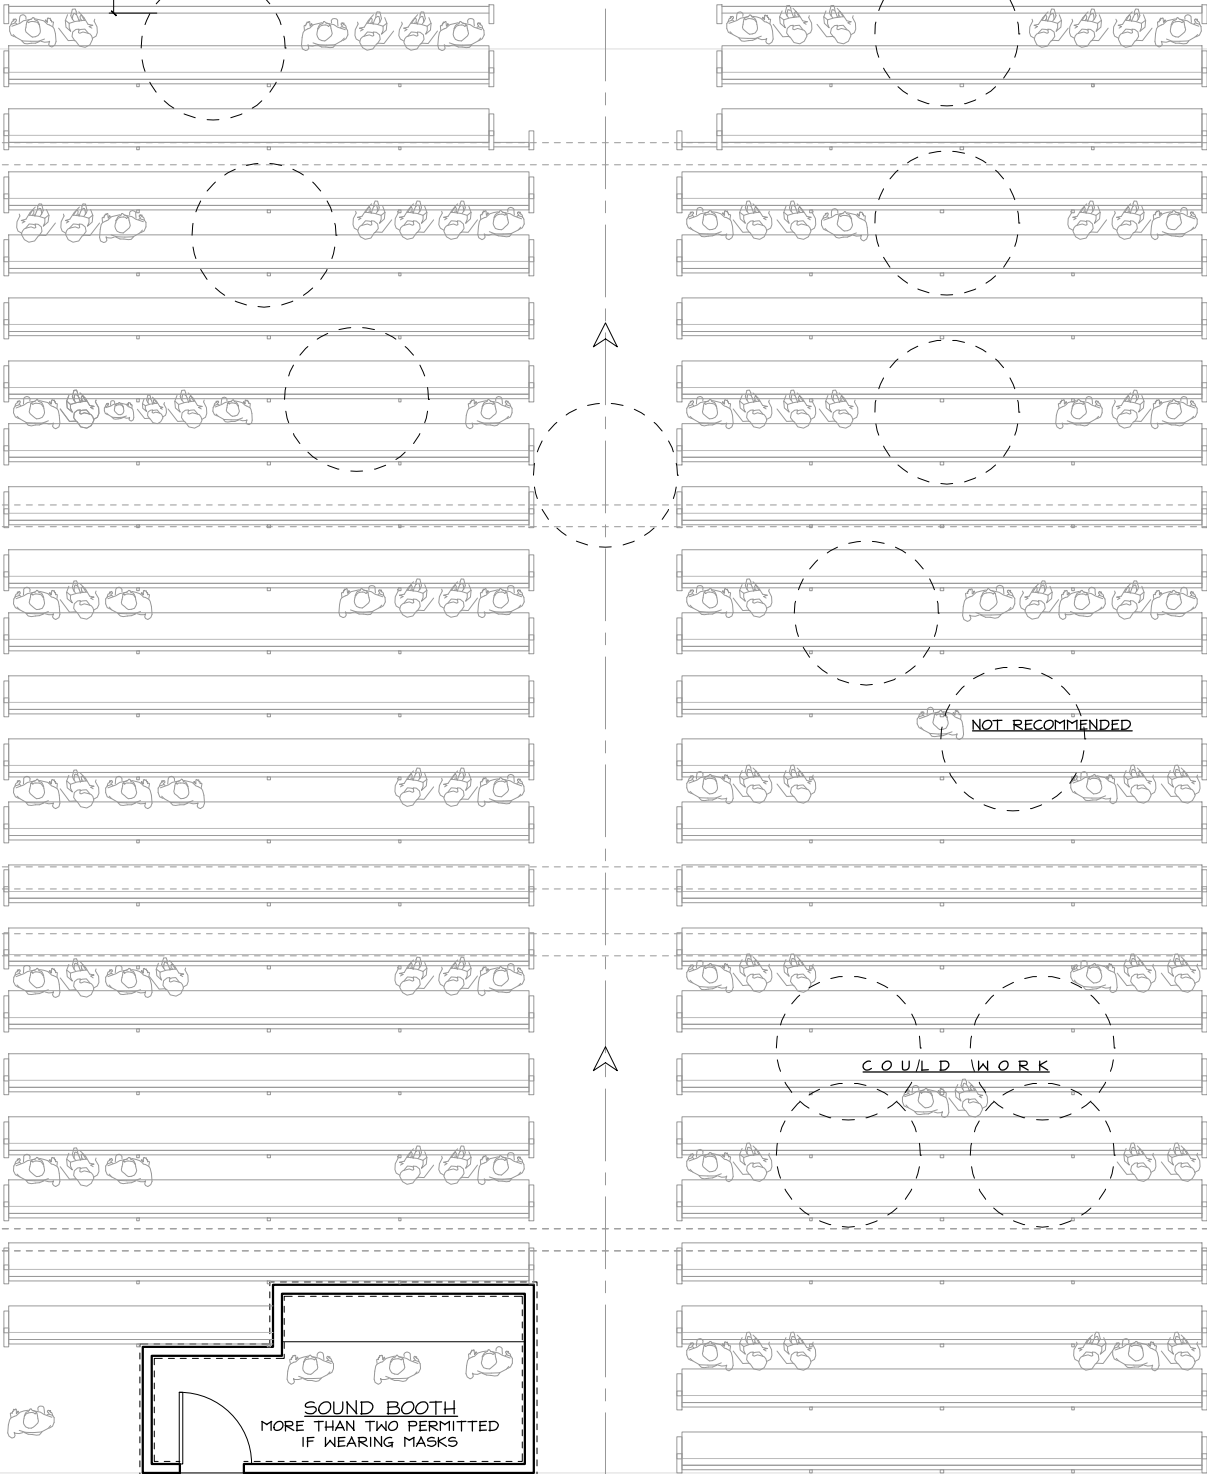 NOT RECOMMENDED
COULD WORK
SOUND BOOTH
MORE THAN TWO PERMITTED
IF WEARING MASKS